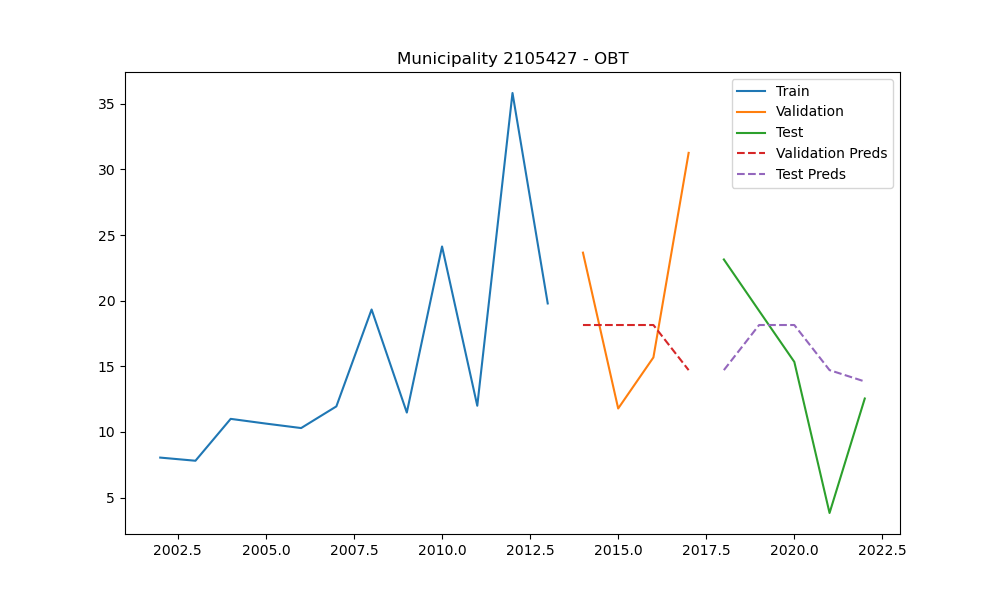 Municipality 2105427 - OBT
Train
Validation
Test
Validation Preds
Test Preds
35
30
25
20
15
10
5
2002.5 2005.0 2007.5 2010.0 2012.5 2015.0 2017.5 2020.0 2022.5